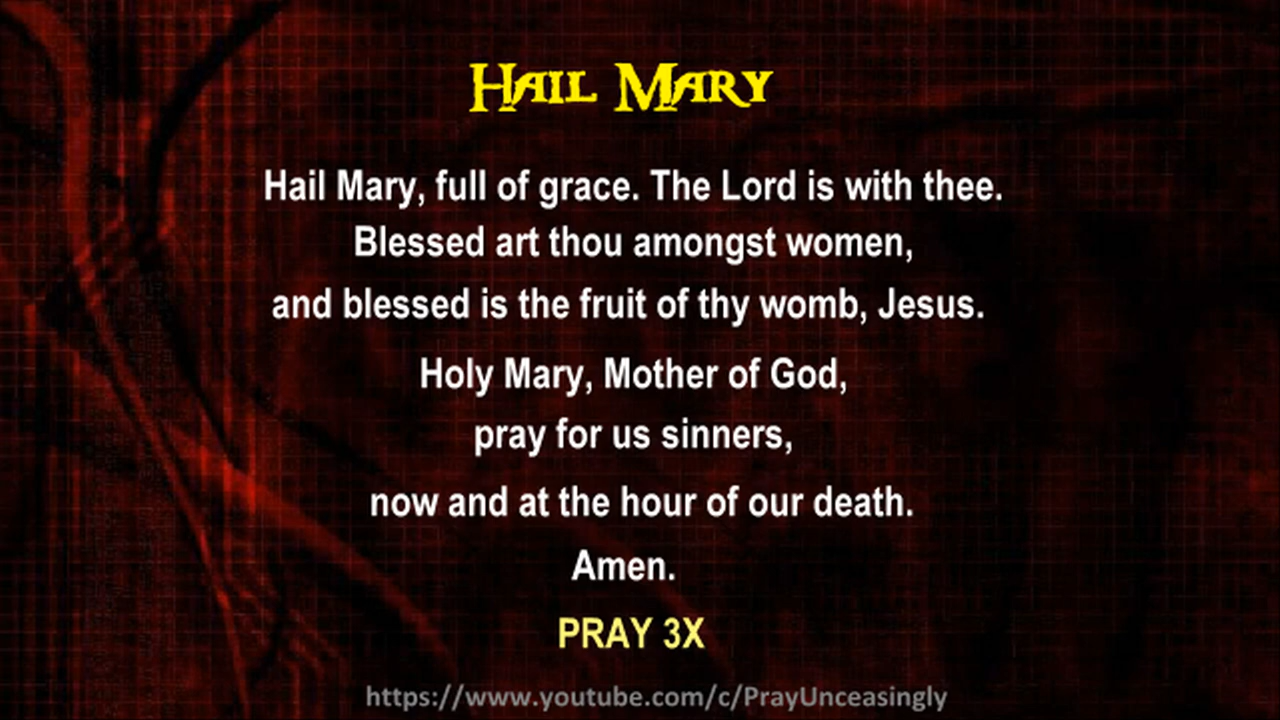 Hail Mary
Hail Mary, full of grace. The Lord is with thee.
Blessed art thou amongst women,
and blessed is the fruit of thy womb, Jesus.
Holy Mary, Mother of God,
pray for us sinners,
now and at the hour of our death.
Amen.
PRAY 3X
https://www.youtube.com/c/PrayUnceasingly